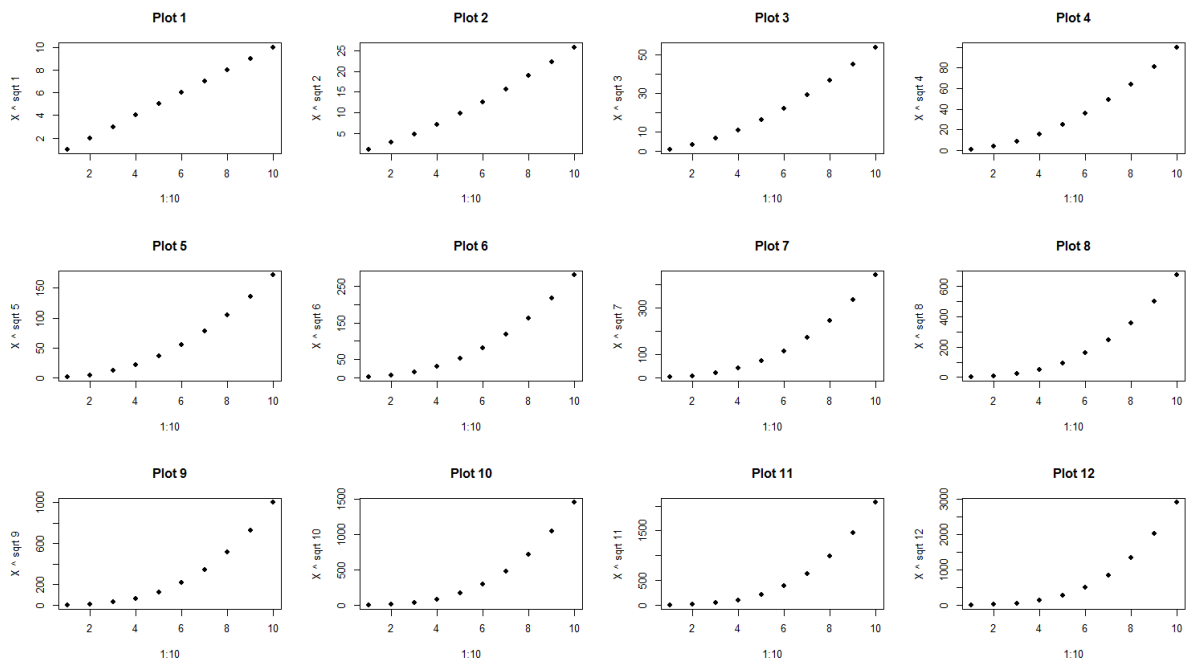 Plot 1
X ^ sqrt 1
10
8
6
4
2
2 4 6 8 10
1:10
Plot 2
X ^ sqrt 2
25
20
15
10
5
2 4 6 8 10
1:10
Plot 3
X ^ sqrt 3
50
30
10
0
2 4 6 8 10
1:10
Plot 4
X ^ sqrt 4
80
60
40
20
0
2 4 6 8 10
1:10
Plot 5
X ^ sqrt 5
150
100
50
0
2 4 6 8 10
1:10
Plot 6
X ^ sqrt 6
250
150
50
0
2 4 6 8 10
1:10
Plot 7
X ^ sqrt 7
300
100
0
2 4 6 8 10
1:10
Plot 8
X ^ sqrt 8
600
400
200
0
2 4 6 8 10
1:10
Plot 9
X ^ sqrt 9
1000
600
200
0
2 4 6 8 10
1:10
Plot 10
X ^ sqrt 10
1500
1000
500
0
2 4 6 8 10
1:10
Plot 11
X ^ sqrt 11
1500
500
0
2 4 6 8 10
1:10
Plot 12
X ^ sqrt 12
3000
2000
1000
0
2 4 6 8 10
1:10